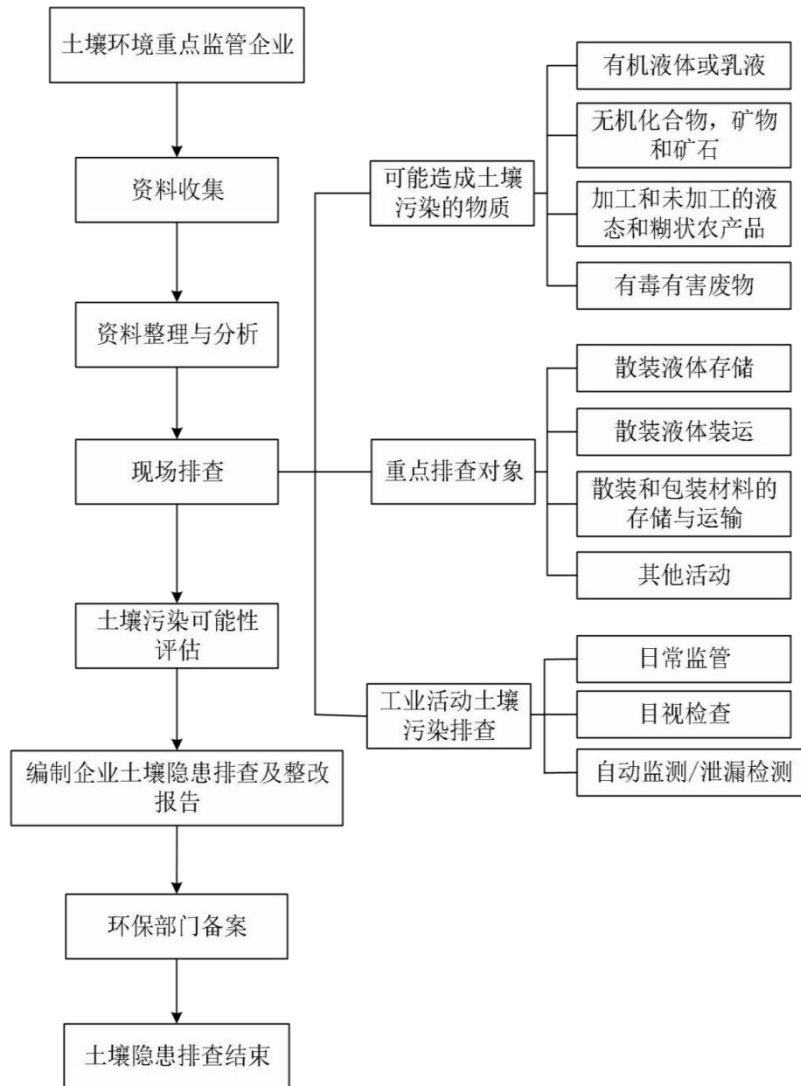 土壤环境重点监管企业
资料收集
资料整理与分析
现场排查
土壤污染可能性
评估
编制企业土壤隐患排查及整改
报告
环保部门备案
土壤隐患排查结束
可能造成土壤
污染的物质
有机液体或乳液
无机化合物，矿物
和矿石
加工和未加工的液
态和糊状农产品
有毒有害废物
重点排查对象
散装液体存储
散装液体装运
散装和包装材料的
存储与运输
其他活动
工业活动土壤
污染排查
日常监管
目视检查
自动监测/泄漏检测